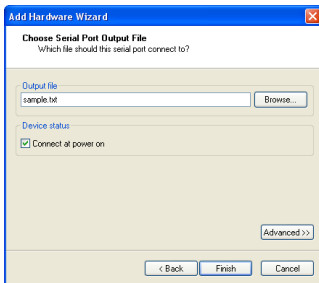 Add Hardware Wizard
Choose Serial Port Output File
Which file should this serial port connect to?
Output file
sample.txt
Browse...
Device status
Connect at power on
Advanced >>
< Back
Finish
Cancel